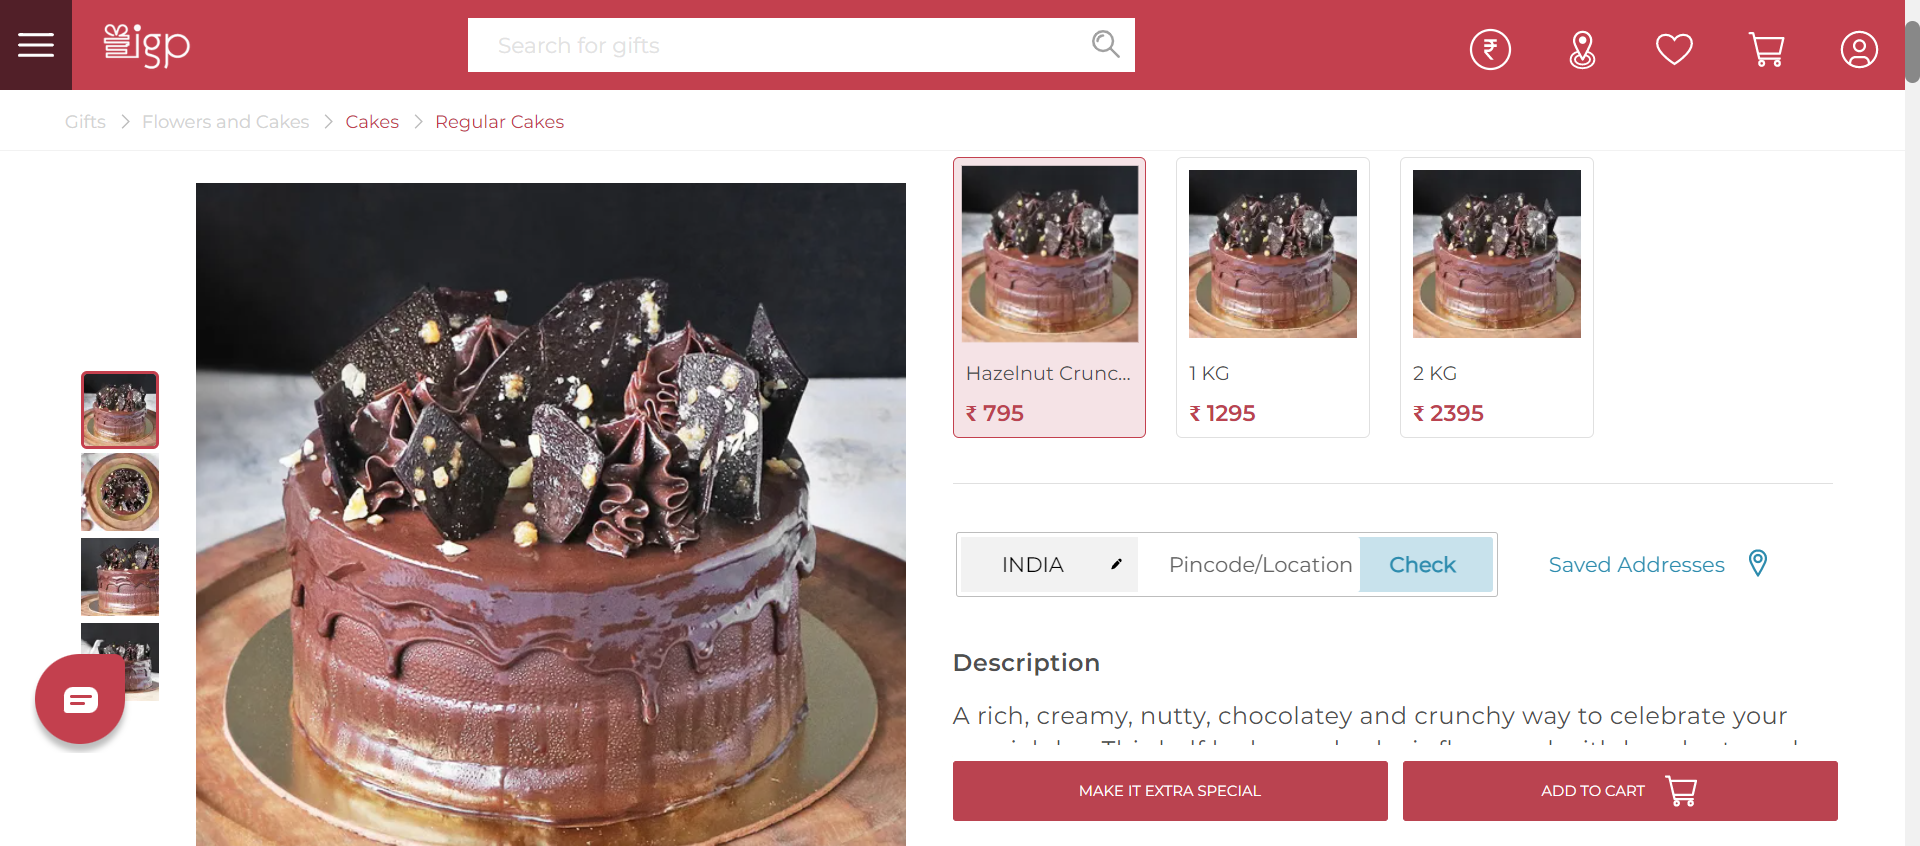 igp
Search for gifts
Gifts > Flowers and Cakes > Cakes > Regular Cakes
Hazelnut Crunc...
₹ 795
1 KG
₹ 1295
2 KG
₹ 2395
INDIA
Pincode/Location
Check
Saved Addresses
Description
A rich, creamy, nutty, chocolatey and crunchy way to celebrate your
MAKE IT EXTRA SPECIAL
ADD TO CART